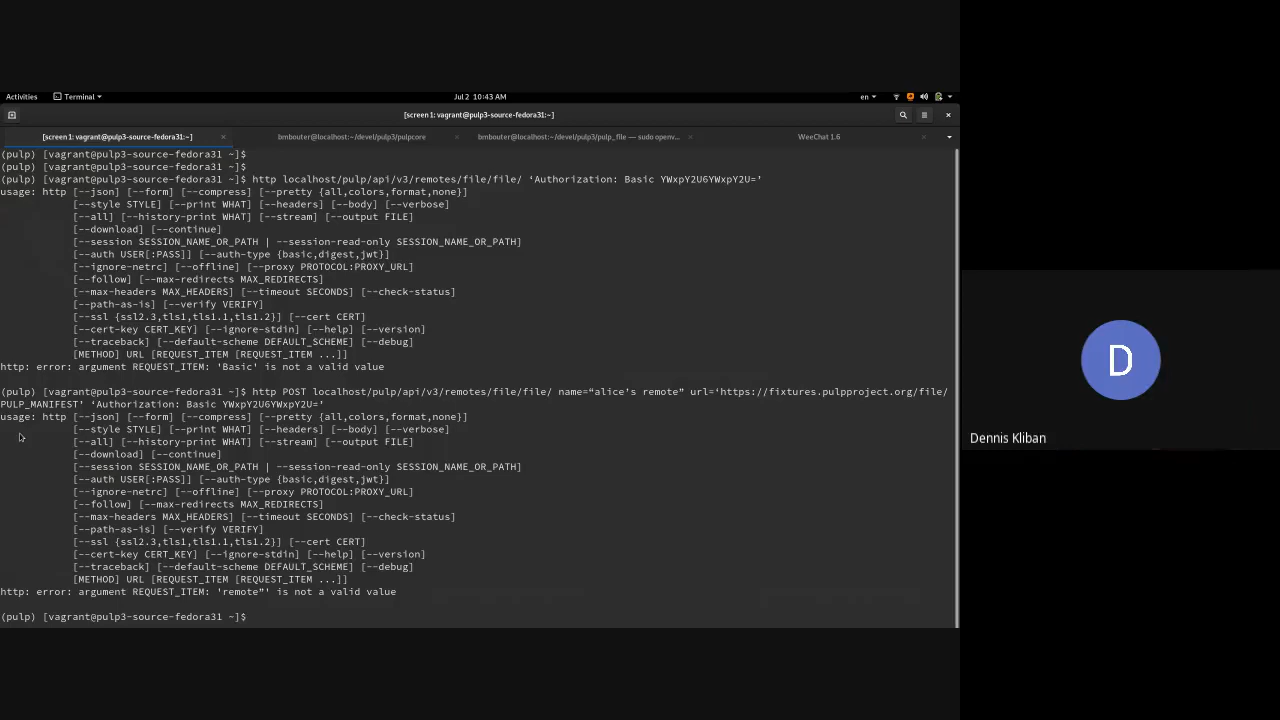 Activities Terminal Jul 2 10:43 AM en
[screen 1: vagrant@pulp3-source-fedora31:~]
[screen 1: vagrant@pulp3-source-fedora31:~] bmbouter@localhost:~/devel/pulp3/pulpcore bmbouter@localhost:~/devel/pulp3/pulp_file — sudo openv... WeeChat 1.6
(pulp) [vagrant@pulp3-source-fedora31 ~]$
(pulp) [vagrant@pulp3-source-fedora31 ~]$
(pulp) [vagrant@pulp3-source-fedora31 ~]$ http localhost/pulp/api/v3/remotes/file/file/ ‘Authorization: Basic YWxpY2U6YWxpY2U=’
usage: http [--json] [--form] [--compress] [--pretty {all,colors,format,none}]
[--style STYLE] [--print WHAT] [--headers] [--body] [--verbose]
[--all] [--history-print WHAT] [--stream] [--output FILE]
[--download] [--continue]
[--session SESSION_NAME_OR_PATH | --session-read-only SESSION_NAME_OR_PATH]
[--auth USER[:PASS]] [--auth-type {basic,digest,jwt}]
[--ignore-netrc] [--offline] [--proxy PROTOCOL:PROXY_URL]
[--follow] [--max-redirects MAX_REDIRECTS]
[--max-headers MAX_HEADERS] [--timeout SECONDS] [--check-status]
[--path-as-is] [--verify VERIFY]
[--ssl {ssl2.3,tls1,tls1.1,tls1.2}] [--cert CERT]
[--cert-key CERT_KEY] [--ignore-stdin] [--help] [--version]
[--traceback] [--default-scheme DEFAULT_SCHEME] [--debug]
[METHOD] URL [REQUEST_ITEM [REQUEST_ITEM ...]]
http: error: argument REQUEST_ITEM: 'Basic' is not a valid value
(pulp) [vagrant@pulp3-source-fedora31 ~]$ http POST localhost/pulp/api/v3/remotes/file/file/ name=“alice's remote” url=‘https://fixtures.pulpproject.org/file/
PULP_MANIFEST’ ‘Authorization: Basic YWxpY2U6YWxpY2U=’
usage: http [--json] [--form] [--compress] [--pretty {all,colors,format,none}]
[--style STYLE] [--print WHAT] [--headers] [--body] [--verbose]
[--all] [--history-print WHAT] [--stream] [--output FILE]
[--download] [--continue]
[--session SESSION_NAME_OR_PATH | --session-read-only SESSION_NAME_OR_PATH]
[--auth USER[:PASS]] [--auth-type {basic,digest,jwt}]
[--ignore-netrc] [--offline] [--proxy PROTOCOL:PROXY_URL]
[--follow] [--max-redirects MAX_REDIRECTS]
[--max-headers MAX_HEADERS] [--timeout SECONDS] [--check-status]
[--path-as-is] [--verify VERIFY]
[--ssl {ssl2.3,tls1,tls1.1,tls1.2}] [--cert CERT]
[--cert-key CERT_KEY] [--ignore-stdin] [--help] [--version]
[--traceback] [--default-scheme DEFAULT_SCHEME] [--debug]
[METHOD] URL [REQUEST_ITEM [REQUEST_ITEM ...]]
http: error: argument REQUEST_ITEM: 'remote”' is not a valid value
(pulp) [vagrant@pulp3-source-fedora31 ~]$
D
Dennis Kliban